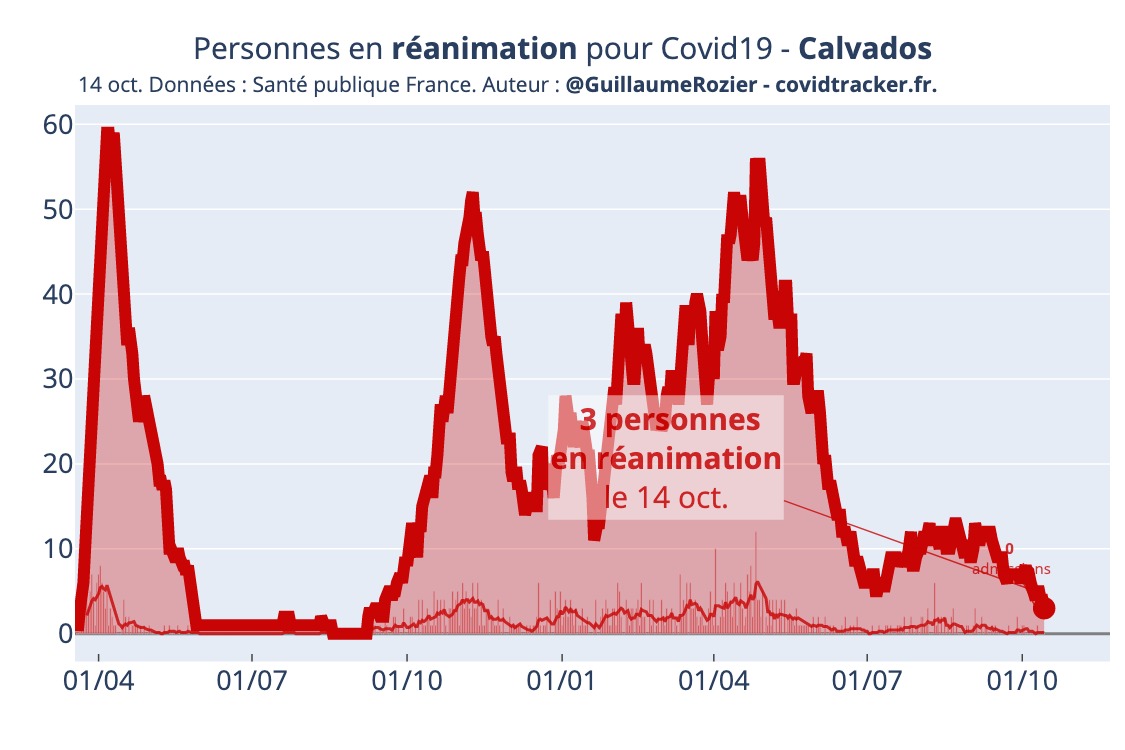 Personnes en réanimation pour Covid19 - Calvados
14 oct. Données : Santé publique France. Auteur : @GuillaumeRozier - covidtracker.fr.
60
50
40
30
20
10
0
3 personnes
en réanimation
le 14 oct.
0
admissions
01/04 01/07 01/10 01/01 01/04 01/07 01/10